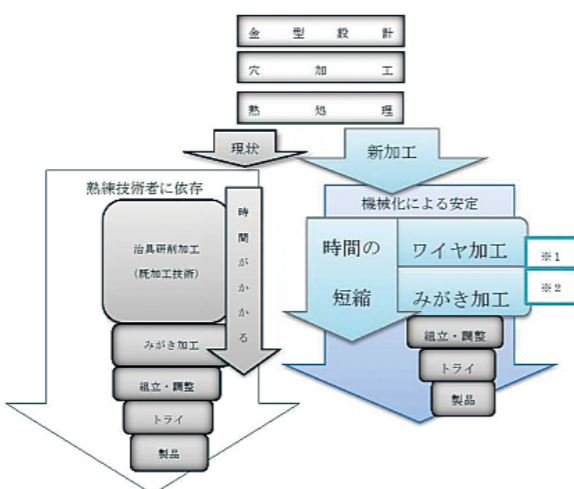 金型設計
穴加工
熱処理
現状
新加工
熟練技術者に依存
時間がかかる
治具研削加工
(既加工技術)
みがき加工
組立・調整
トライ
製品
機械化による安定
時間の
短縮
ワイヤ加工
※1
みがき加工
※2
組立・調整
トライ
製品